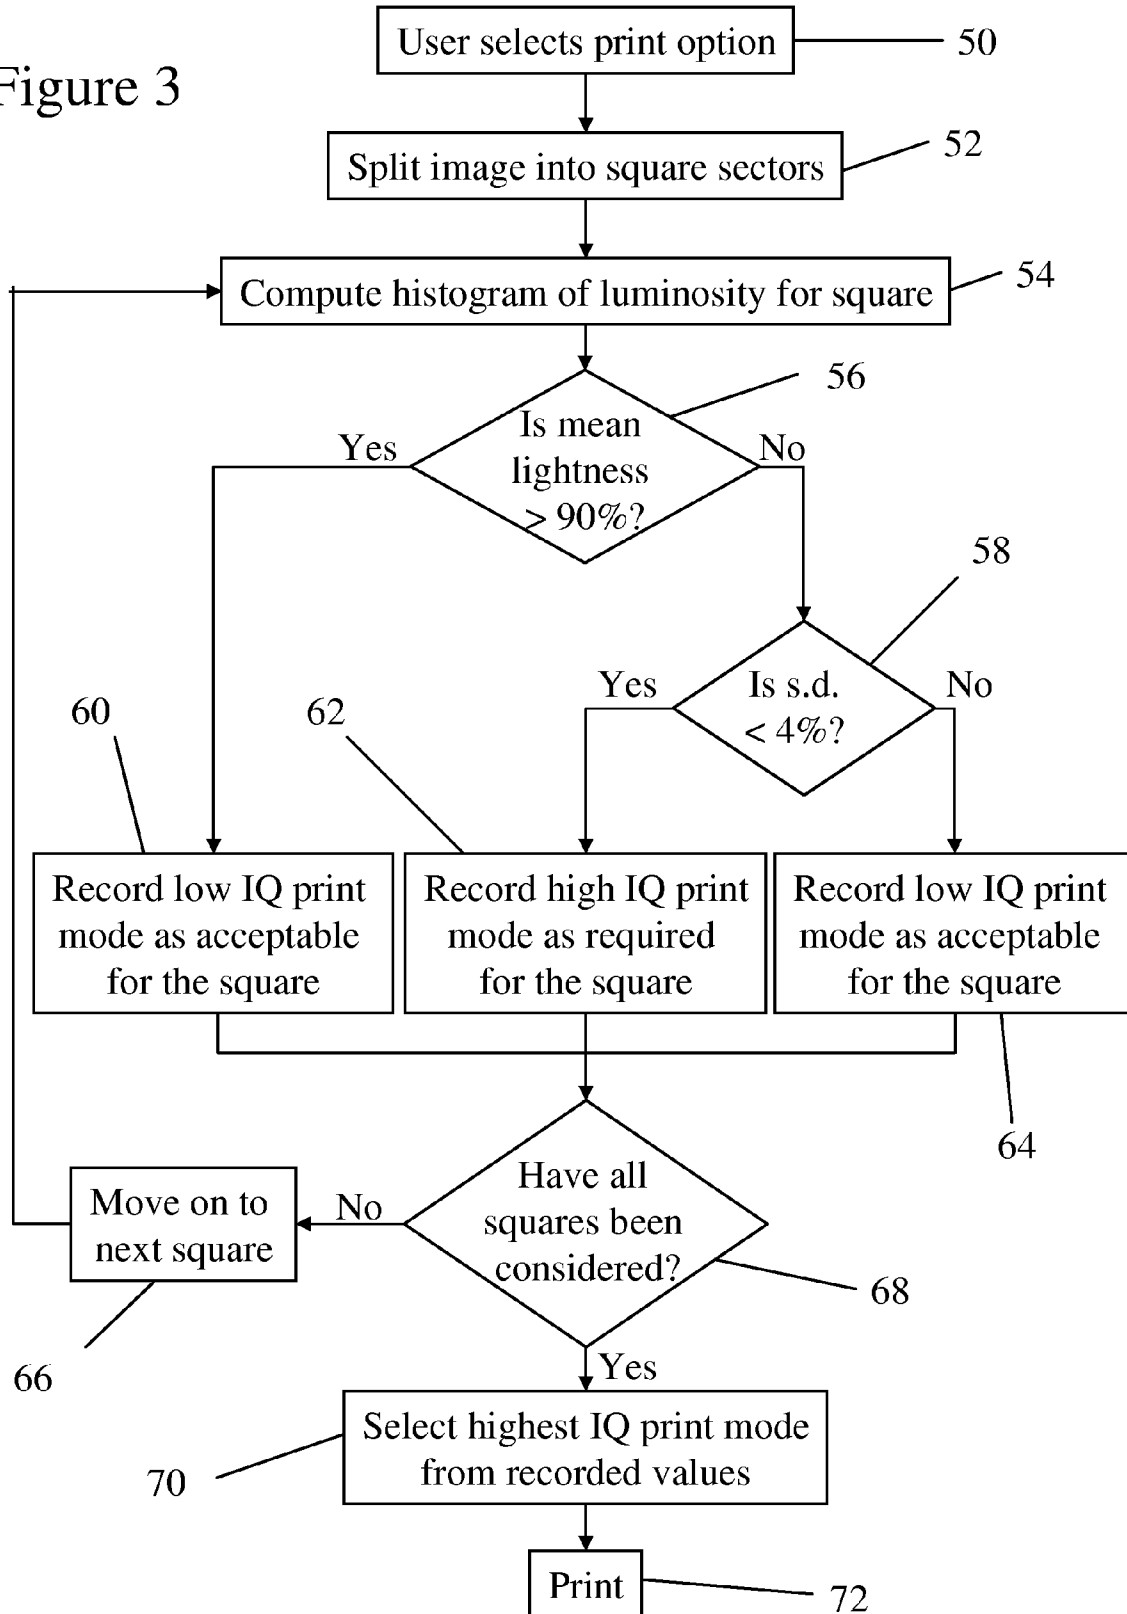 User selects print option
50
Figure 3
Split image into square sectors
52
Compute histogram of luminosity for square
54
56
Is mean
lightness
> 90%?
Yes
No
58
Is s.d.
< 4%?
Yes
No
60
62
Record low IQ print
mode as acceptable
for the square
Record high IQ print
mode as required
for the square
Record low IQ print
mode as acceptable
for the square
64
Have all
squares been
considered?
68
No
Move on to
next square
66
Yes
Select highest IQ print mode
from recorded values
70
Print
72